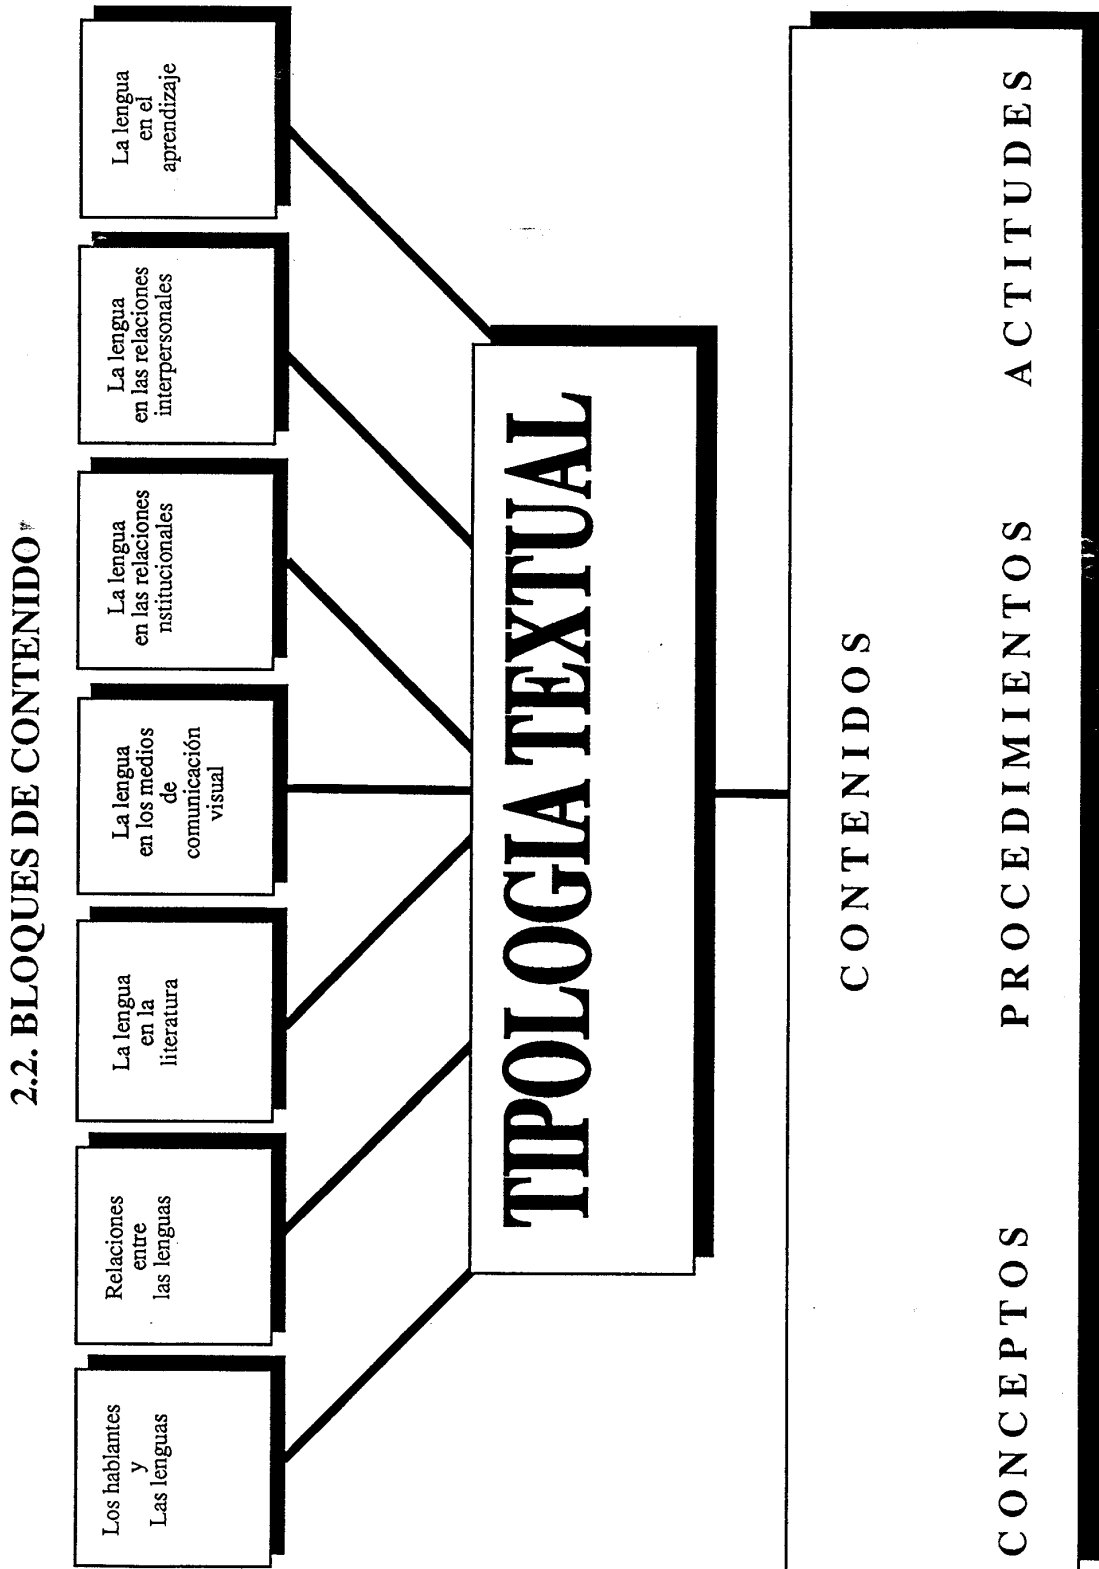 2.2. BLOQUES DE CONTENIDO
Los hablantes
y
Las lenguas
Relaciones
entre
las lenguas
La lengua
en la
literatura
La lengua
en los medios
de
comunicación
visual
La lengua
en las relaciones
nstitucionales
La lengua
en las relaciones
interpersonales
La lengua
en el
aprendizaje
TIPOLOGIA TEXTUAL
CONTENIDOS
CONCEPTOS PROCEDIMIENTOS ACTITUDES